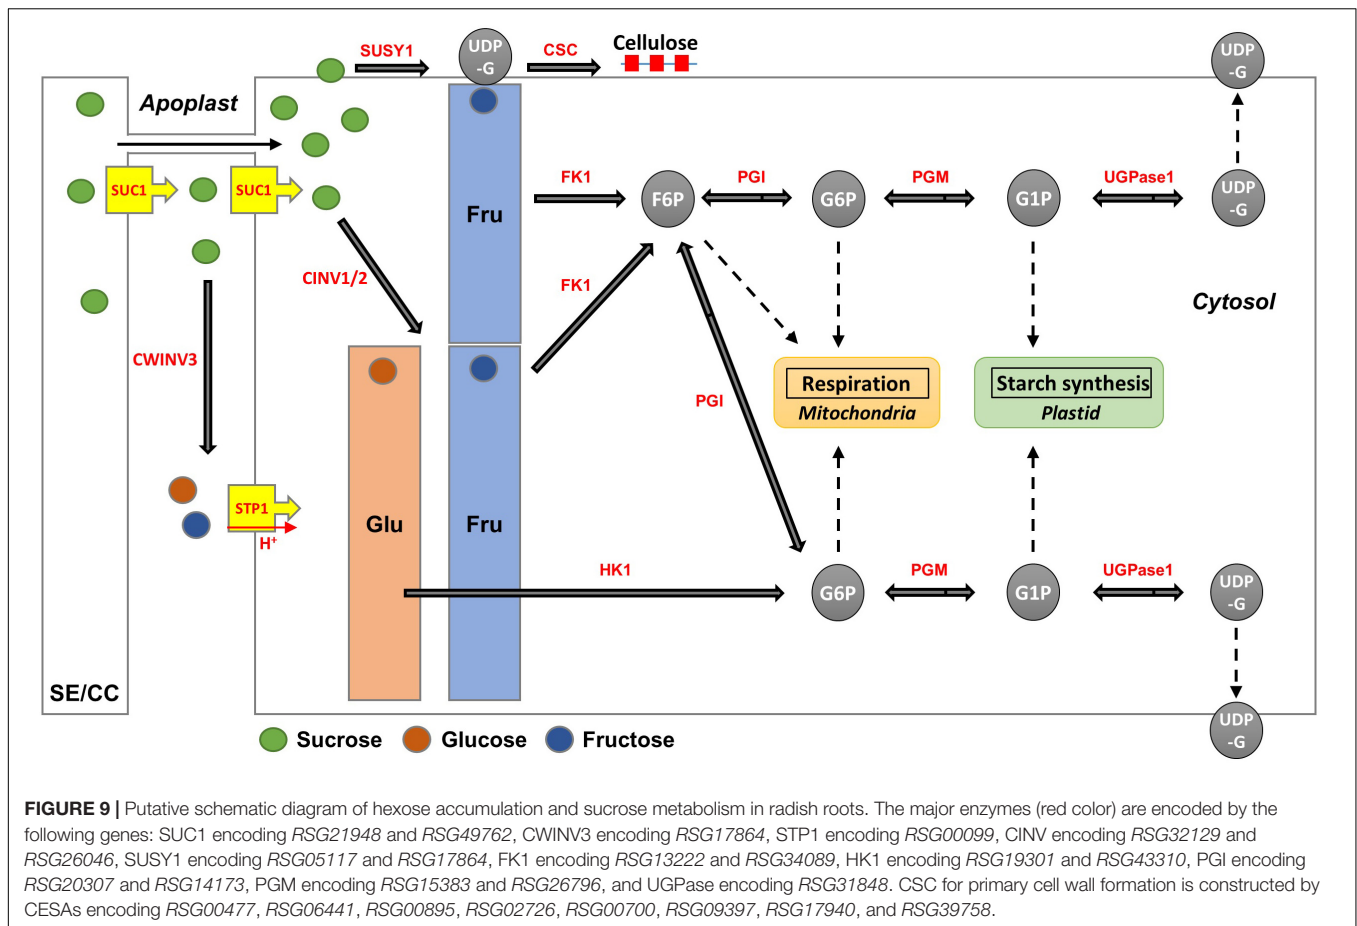 SUSY1
UDP
-G
CSC
Cellulose
UDP
-G
Apoplast
SUC1
SUC1
Fru
FK1
F6P
PGI
G6P
PGM
G1P
UGPase1
UDP
-G
CINV1/2
FK1
Cytosol
CWINV3
PGI
Respiration
Mitochondria
Starch synthesis
Plastid
STP1
H+
Glu
Fru
HK1
G6P
PGM
G1P
UGPase1
UDP
-G
SE/CC
UDP
-G
Sucrose
Glucose
Fructose
FIGURE 9 | Putative schematic diagram of hexose accumulation and sucrose metabolism in radish roots. The major enzymes (red color) are encoded by the
following genes: SUC1 encoding RSG21948 and RSG49762, CWINV3 encoding RSG17864, STP1 encoding RSG00099, CINV encoding RSG32129 and
RSG26046, SUSY1 encoding RSG05117 and RSG17864, FK1 encoding RSG13222 and RSG34089, HK1 encoding RSG19301 and RSG43310, PGI encoding
RSG20307 and RSG14173, PGM encoding RSG15383 and RSG26796, and UGPase encoding RSG31848. CSC for primary cell wall formation is constructed by
CESAs encoding RSG00477, RSG06441, RSG00895, RSG02726, RSG00700, RSG09397, RSG17940, and RSG39758.